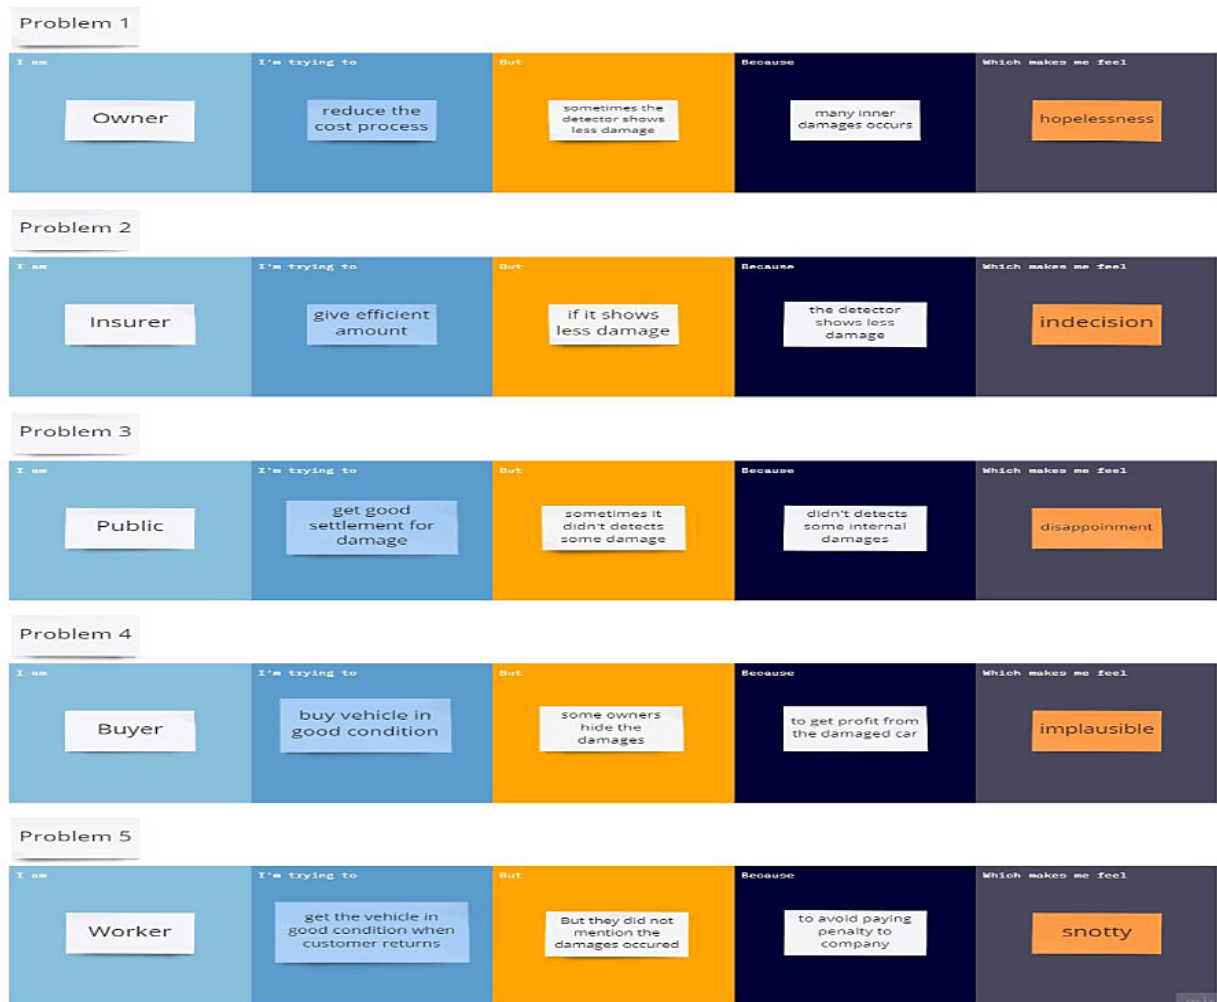 Problem 1
I am
I'm trying to
But
Because
Which makes me feel
Owner
reduce the
cost process
sometimes the
detector shows
less damage
many inner
damages occurs
hopelessness
Problem 2
I am
I'm trying to
But
Because
Which makes me feel
Insurer
give efficient
amount
if it shows
less damage
the detector
shows less
damage
indecision
Problem 3
I am
I'm trying to
But
Because
Which makes me feel
Public
get good
settlement for
damage
sometimes it
didn't detects
some damage
didn't detects
some internal
damages
disappoinment
Problem 4
I am
I'm trying to
But
Because
Which makes me feel
Buyer
buy vehicle in
good condition
some owners
hide the
damages
to get profit from
the damaged car
implausible
Problem 5
I am
I'm trying to
But
Because
Which makes me feel
Worker
get the vehicle in
good condition when
customer returns
But they did not
mention the
damages occured
to avoid paying
penalty to
company
snotty